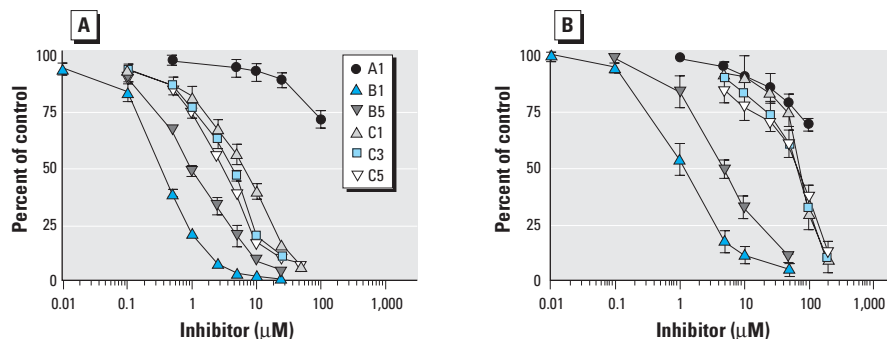 A
Percent of control
100
75
50
25
0
0.01 0.1 1 10 100 1,000
Inhibitor (μM)
A1
B1
B5
C1
C3
C5
B
Percent of control
100
75
50
25
0
0.01 0.1 1 10 100 1,000
Inhibitor (μM)